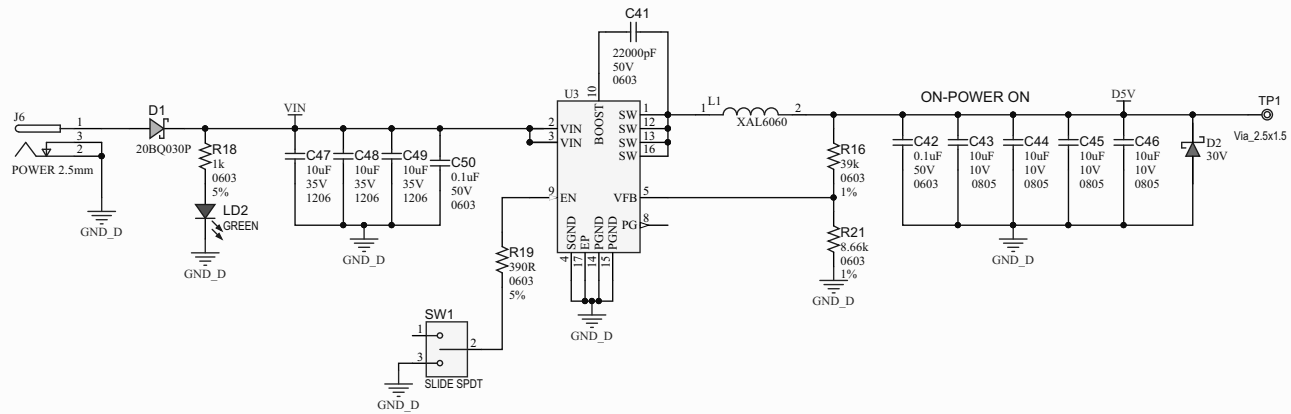 C41
22000pF
50V
0603
U3
10
BOOST
J6
1
3
2
POWER 2.5mm
GND_D
D1
20BQ030P
R18
1k
0603
5%
LD2
GREEN
GND_D
VIN
C47
10uF
35V
1206
C48
10uF
35V
1206
C49
10uF
35V
1206
C50
0.1uF
50V
0603
GND_D
2
3
VIN
VIN
9
EN
SW
SW
SW
SW
1
12
13
16
VFB
5
PG
8
SGND
EP
PGND
PGND
4
17
14
15
GND_D
R19
390R
0603
5%
SW1
1
3
2
SLIDE SPDT
GND_D
L1
1
2
XAL6060
R16
39k
0603
1%
R21
8.66k
0603
1%
GND_D
ON-POWER ON
C42
0.1uF
50V
0603
C43
10uF
10V
0805
C44
10uF
10V
0805
C45
10uF
10V
0805
C46
10uF
10V
0805
GND_D
D5V
D2
30V
TP1
Via_2.5x1.5